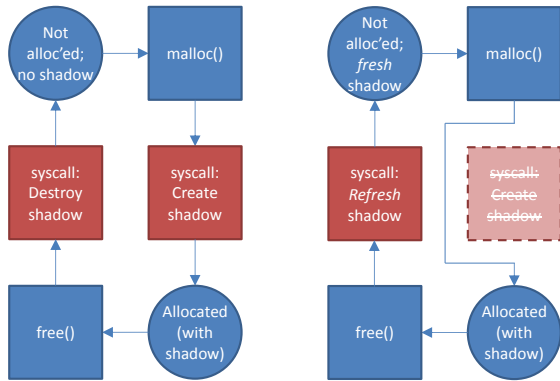 Not
alloc'ed;
no shadow
malloc()
syscall:
Destroy
shadow
syscall:
Create
shadow
free()
Allocated
(with
shadow)
Not
alloc'ed;
fresh
shadow
malloc()
syscall:
Refresh
shadow
syscall:
Create
shadow
free()
Allocated
(with
shadow)